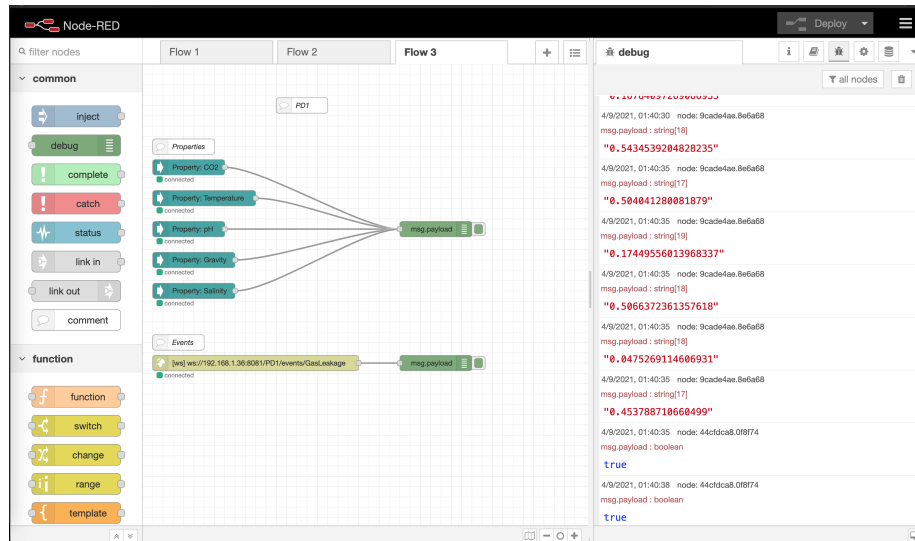 Node-RED
Deploy
filter nodes
Flow 1
Flow 2
Flow 3
debug
i
all nodes
common
inject
debug
complete
catch
status
link in
link out
comment
function
function
switch
change
range
template
PD1
Properties
Property: CO2
connected
Property: Temperature
connected
Property: pH
connected
Property: Gravity
connected
Property: Salinity
connected
msg.payload
Events
[ws] ws://192.168.1.36:8081/PD1/events/GasLeakage
connected
msg.payload
4/9/2021, 01:40:30 node: 9cade4ae.8e6a68
msg.payload : string[18]
"0.5434539204828235"
4/9/2021, 01:40:35 node: 9cade4ae.8e6a68
msg.payload : string[17]
"0.504041280081879"
4/9/2021, 01:40:35 node: 9cade4ae.8e6a68
msg.payload : string[19]
"0.17449556013968337"
4/9/2021, 01:40:35 node: 9cade4ae.8e6a68
msg.payload : string[18]
"0.5066372361357618"
4/9/2021, 01:40:35 node: 9cade4ae.8e6a68
msg.payload : string[18]
"0.0475269114606931"
4/9/2021, 01:40:35 node: 9cade4ae.8e6a68
msg.payload : string[17]
"0.453788710660499"
4/9/2021, 01:40:35 node: 44cfdca8.0f8f74
msg.payload : boolean
true
4/9/2021, 01:40:38 node: 44cfdca8.0f8f74
msg.payload : boolean
true